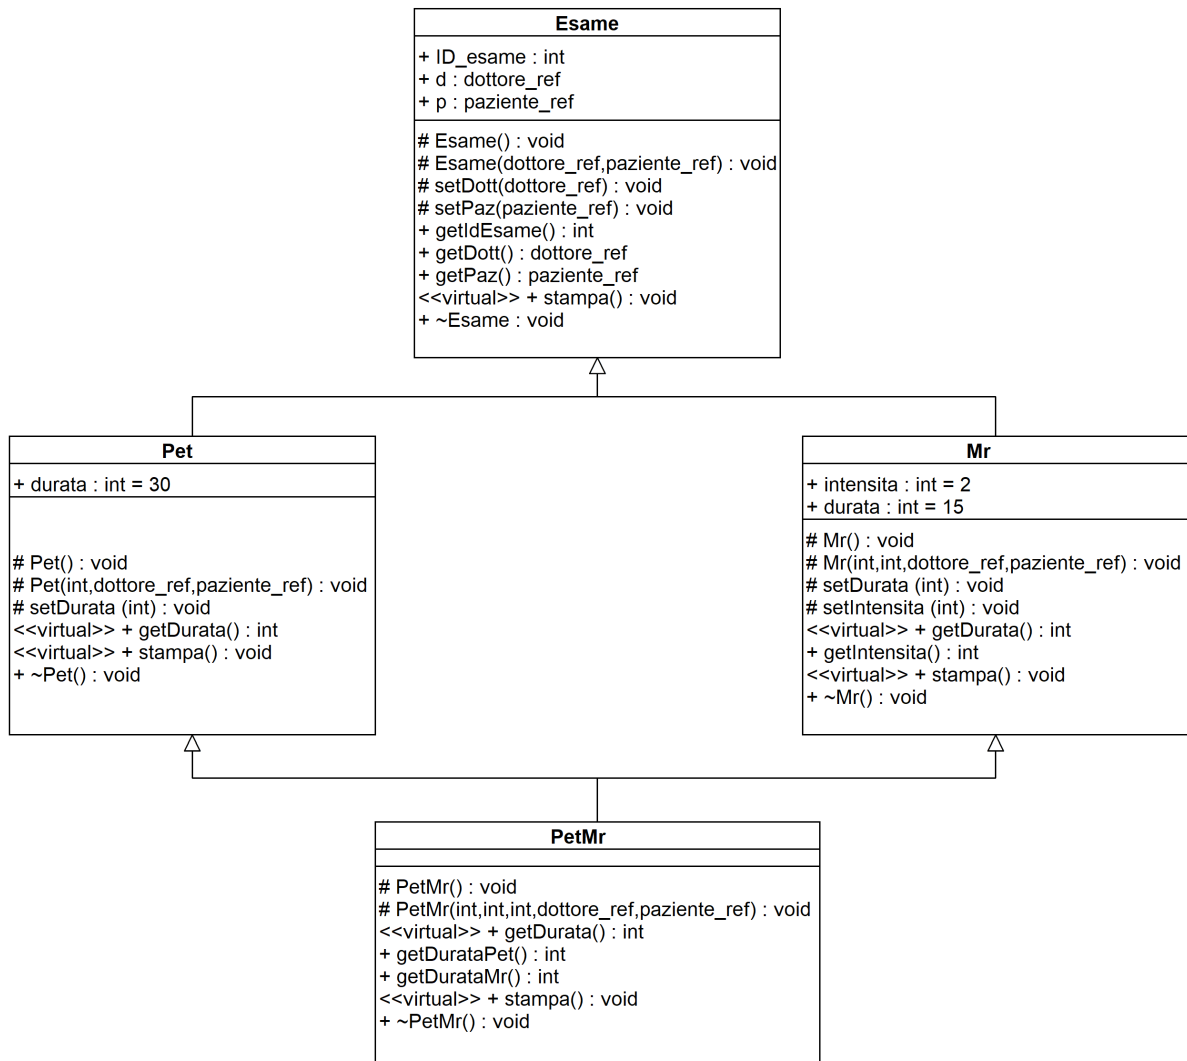 Esame
+ ID_esame : int
+ d : dottore_ref
+ p : paziente_ref
# Esame() : void
# Esame(dottore_ref,paziente_ref) : void
# setDott(dottore_ref) : void
# setPaz(paziente_ref) : void
+ getIdEsame() : int
+ getDott() : dottore_ref
+ getPaz() : paziente_ref
<<virtual>> + stampa() : void
+ ~Esame : void
Pet
+ durata : int = 30
# Pet() : void
# Pet(int,dottore_ref,paziente_ref) : void
# setDurata (int) : void
<<virtual>> + getDurata() : int
<<virtual>> + stampa() : void
+ ~Pet() : void
Mr
+ intensita : int = 2
+ durata : int = 15
# Mr() : void
# Mr(int,int,dottore_ref,paziente_ref) : void
# setDurata (int) : void
# setIntensita (int) : void
<<virtual>> + getDurata() : int
+ getIntensita() : int
<<virtual>> + stampa() : void
+ ~Mr() : void
PetMr
# PetMr() : void
# PetMr(int,int,int,dottore_ref,paziente_ref) : void
<<virtual>> + getDurata() : int
+ getDurataPet() : int
+ getDurataMr() : int
<<virtual>> + stampa() : void
+ ~PetMr() : void